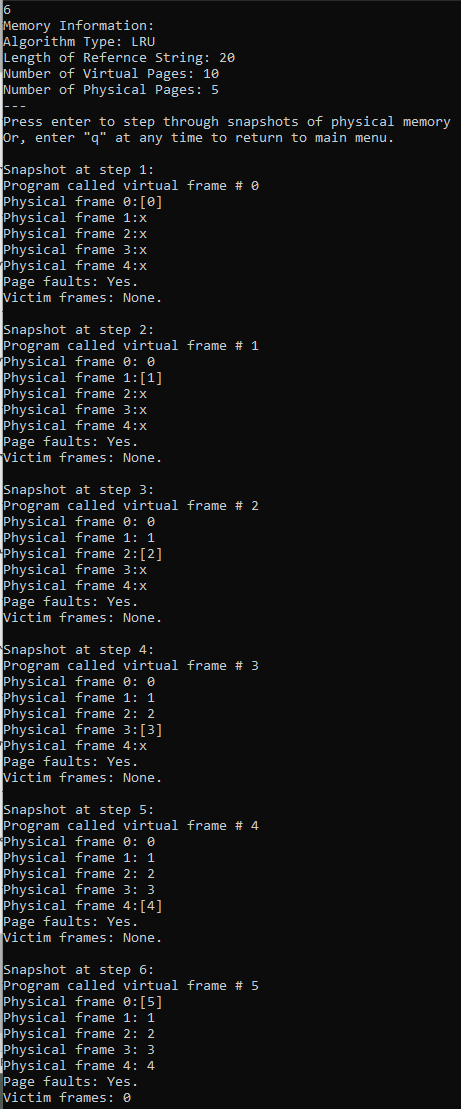 6
Memory Information:
Algorithm Type: LRU
Length of Refernce String: 20
Number of Virtual Pages: 10
Number of Physical Pages: 5
---
Press enter to step through snapshots of physical memory
Or, enter "q" at any time to return to main menu.

Snapshot at step 1:
Program called virtual frame # 0
Physical frame 0:[0]
Physical frame 1:x
Physical frame 2:x
Physical frame 3:x
Physical frame 4:x
Page faults: Yes.
Victim frames: None.

Snapshot at step 2:
Program called virtual frame # 1
Physical frame 0: 0
Physical frame 1:[1]
Physical frame 2:x
Physical frame 3:x
Physical frame 4:x
Page faults: Yes.
Victim frames: None.

Snapshot at step 3:
Program called virtual frame # 2
Physical frame 0: 0
Physical frame 1: 1
Physical frame 2:[2]
Physical frame 3:x
Physical frame 4:x
Page faults: Yes.
Victim frames: None.

Snapshot at step 4:
Program called virtual frame # 3
Physical frame 0: 0
Physical frame 1: 1
Physical frame 2: 2
Physical frame 3:[3]
Physical frame 4:x
Page faults: Yes.
Victim frames: None.

Snapshot at step 5:
Program called virtual frame # 4
Physical frame 0: 0
Physical frame 1: 1
Physical frame 2: 2
Physical frame 3: 3
Physical frame 4:[4]
Page faults: Yes.
Victim frames: None.

Snapshot at step 6:
Program called virtual frame # 5
Physical frame 0:[5]
Physical frame 1: 1
Physical frame 2: 2
Physical frame 3: 3
Physical frame 4: 4
Page faults: Yes.
Victim frames: 0